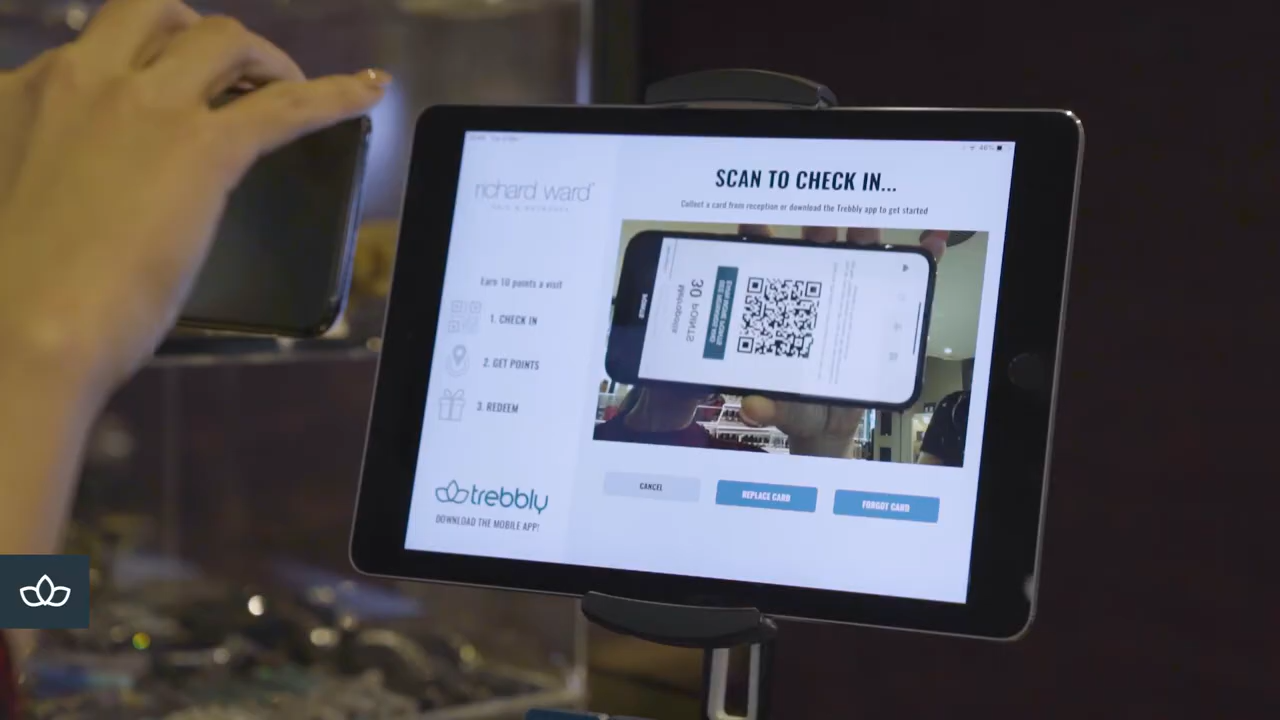 richard ward
SCAN TO CHECK IN...
Collect a card from reception or download the Trebbly app to get started
46%
Earn 10 points a visit
1. CHECK IN
2. GET POINTS
3. REDEEM
30 POINTS
CANCEL
REPLACE CARD
FORGOT CARD
trebbly
DOWNLOAD THE MOBILE APP!